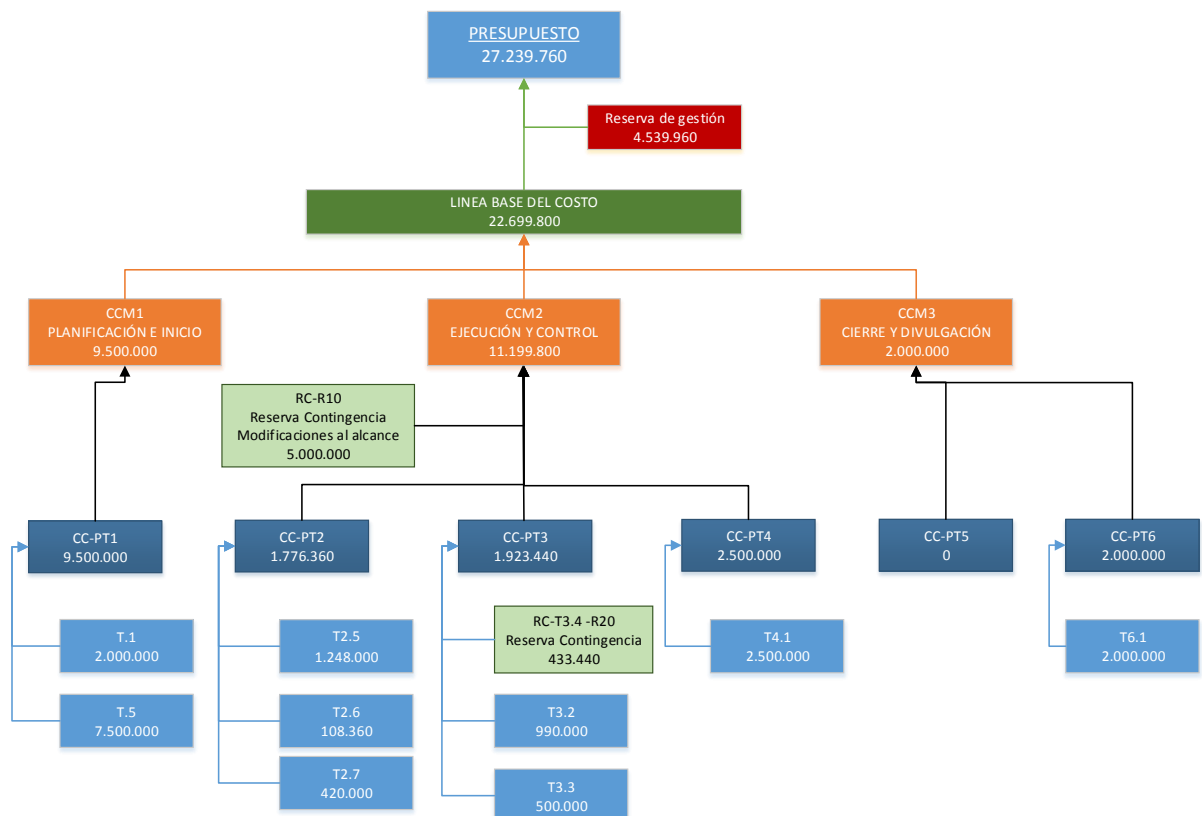 PRESUPUESTO
27.239.760
Reserva de gestión
4.539.960
LINEA BASE DEL COSTO
22.699.800
CCM1
PLANIFICACIÓN E INICIO
9.500.000
CCM2
EJECUCIÓN Y CONTROL
11.199.800
CCM3
CIERRE Y DIVULGACIÓN
2.000.000
RC-R10
Reserva Contingencia
Modificaciones al alcance
5.000.000
CC-PT1
9.500.000
CC-PT2
1.776.360
CC-PT3
1.923.440
CC-PT4
2.500.000
CC-PT5
0
CC-PT6
2.000.000
T.1
2.000.000
T2.5
1.248.000
RC-T3.4 -R20
Reserva Contingencia
433.440
T4.1
2.500.000
T6.1
2.000.000
T.5
7.500.000
T2.6
108.360
T3.2
990.000
T2.7
420.000
T3.3
500.000